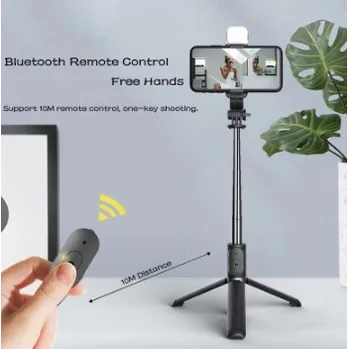 Bluetooth Remote Control
Free Hands
Support 10M remote control, one-key shooting.
10M Distance